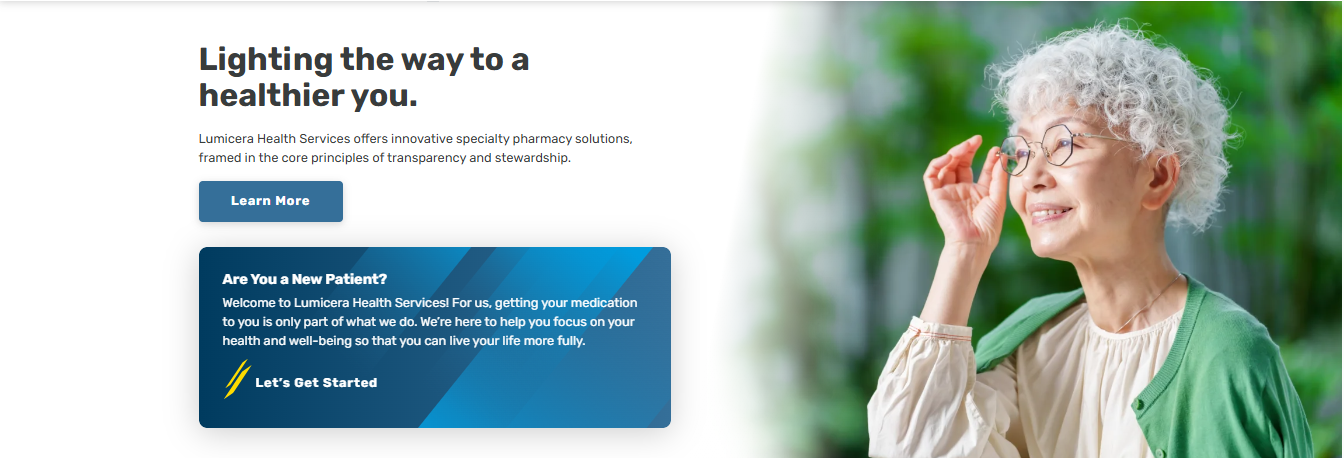 Lighting the way to a
healthier you.
Lumicera Health Services offers innovative specialty pharmacy solutions,
framed in the core principles of transparency and stewardship.
Learn More
Are You a New Patient?
Welcome to Lumicera Health Services! For us, getting your medication
to you is only part of what we do. We’re here to help you focus on your
health and well-being so that you can live your life more fully.
Let’s Get Started